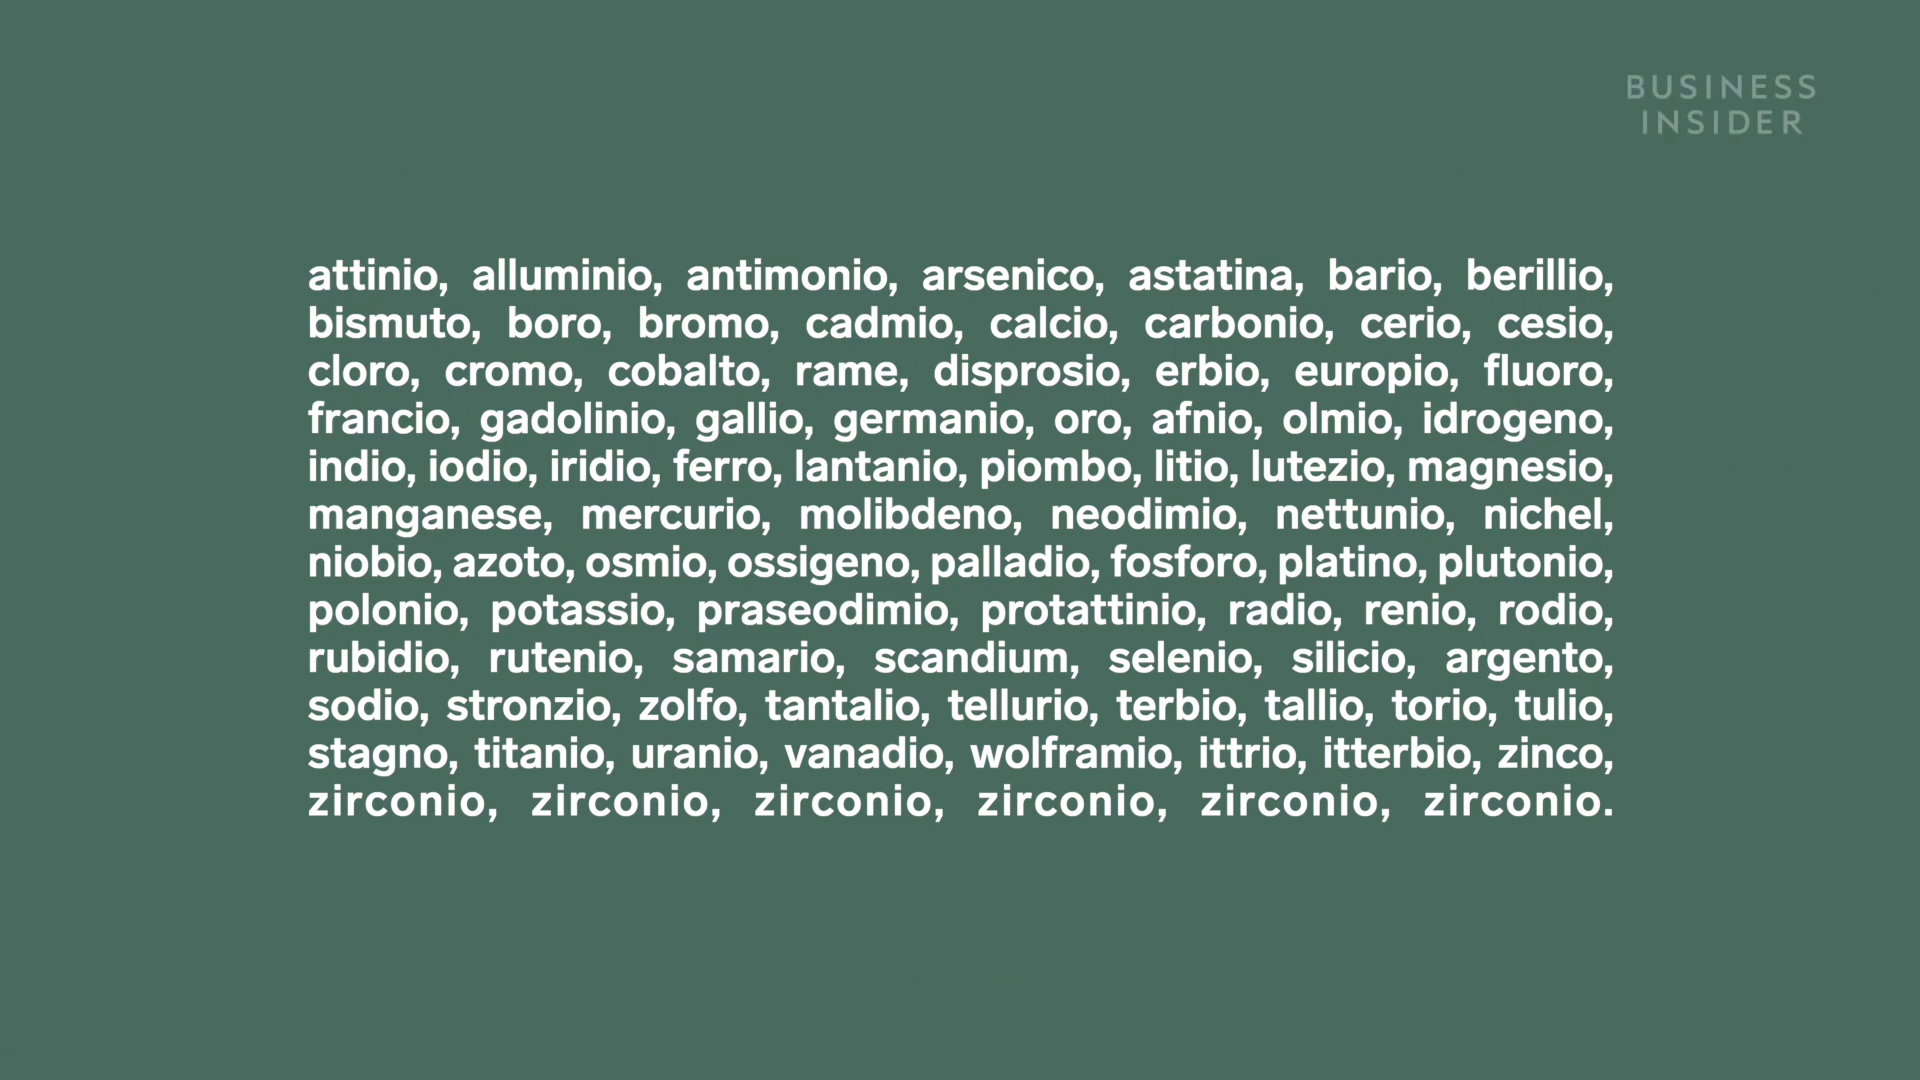 BUSINESS
INSIDER
attinio, alluminio, antimonio, arsenico, astatina, bario, berillio,
bismuto, boro, bromo, cadmio, calcio, carbonio, cerio, cesio,
cloro, cromo, cobalto, rame, disprosio, erbio, europio, fluoro,
francio, gadolinio, gallio, germanio, oro, afnio, olmio, idrogeno,
indio, iodio, iridio, ferro, lantanio, piombo, litio, lutezio, magnesio,
manganese, mercurio, molibdeno, neodimio, nettunio, nichel,
niobio, azoto, osmio, ossigeno, palladio, fosforo, platino, plutonio,
polonio, potassio, praseodimio, protattinio, radio, renio, rodio,
rubidio, rutenio, samario, scandium, selenio, silicio, argento,
sodio, stronzio, zolfo, tantalio, tellurio, terbio, tallio, torio, tulio,
stagno, titanio, uranio, vanadio, wolframio, ittrio, itterbio, zinco,
zirconio, zirconio, zirconio, zirconio, zirconio, zirconio.